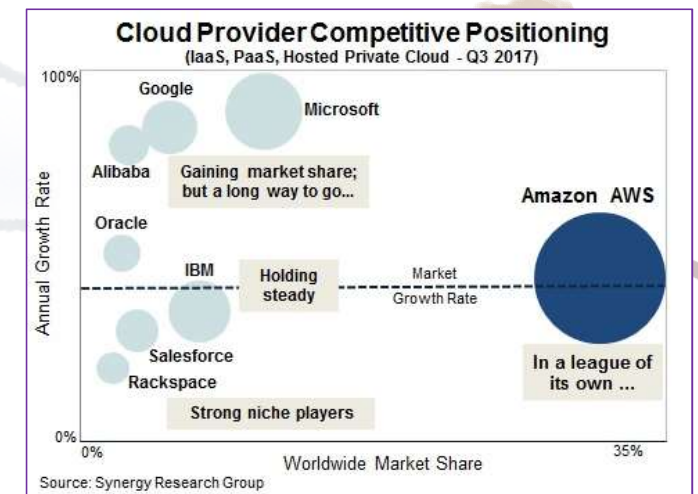 Cloud Provider Competitive Positioning
(IaaS, PaaS, Hosted Private Cloud - Q3 2017)
100%
Google
Microsoft
Alibaba
Gaining market share;
but a long way to go...
Annual Growth Rate
Amazon AWS
Oracle
IBM
Holding
steady
Market
Growth Rate
Salesforce
Rackspace
In a league of
its own ...
Strong niche players
0%
0%
35%
Worldwide Market Share
Source: Synergy Research Group